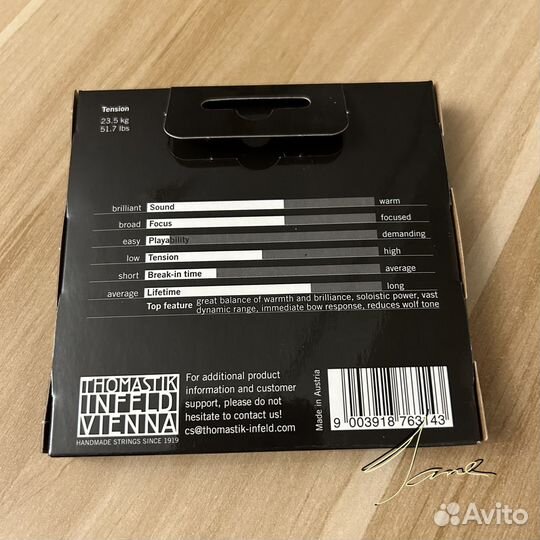 Tension
23.5 kg
51.7 lbs
brilliant Sound warm
broad Focus focused
easy Playability demanding
low Tension high
short Break-in time average
average Lifetime long
Top feature great balance of warmth and brilliance, soloistic power, vast
dynamic range, immediate bow response, reduces wolf tone
THOMASTIK
INFELD
VIENNA
HANDMADE STRINGS SINCE 1919
For additional product
information and customer
support, please do not
hesitate to contact us!
cs@thomastik-infeld.com
Made in Austria
9 003918 763143
Jane
Avito